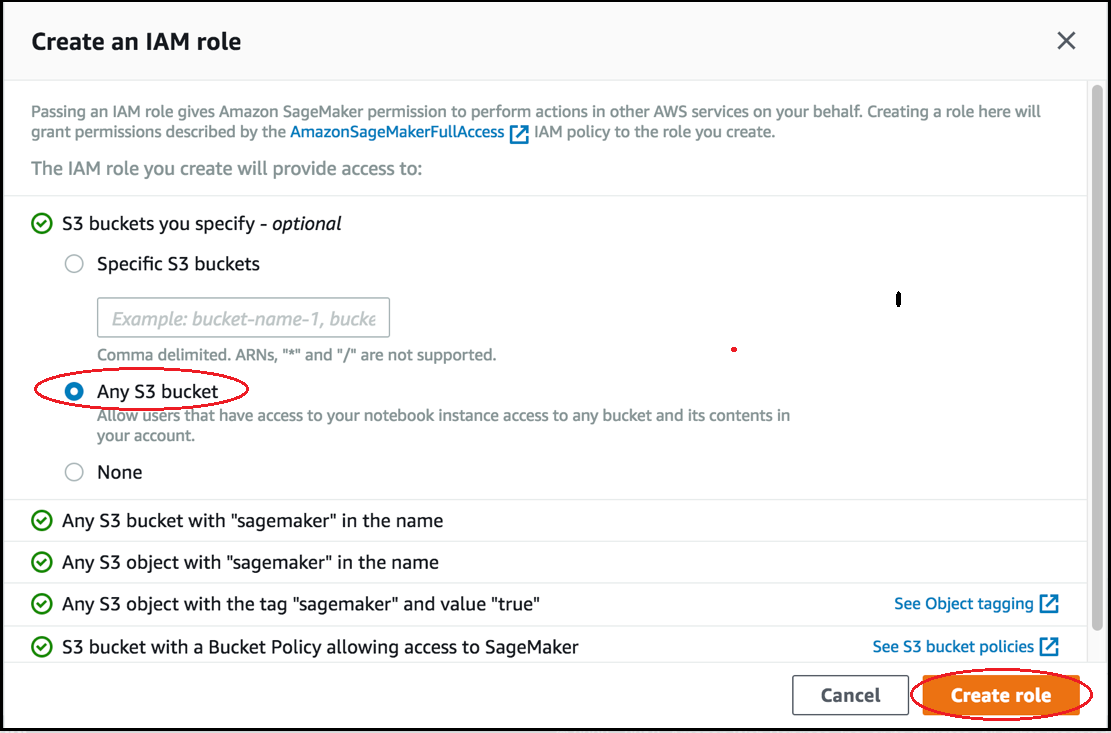 Create an IAM role
Passing an IAM role gives Amazon SageMaker permission to perform actions in other AWS services on your behalf. Creating a role here will
grant permissions described by the AmazonSageMakerFullAccess IAM policy to the role you create.
The IAM role you create will provide access to:
S3 buckets you specify - optional
Specific S3 buckets
Example: bucket-name-1, bucke
Comma delimited. ARNs, "*" and "/" are not supported.
Any S3 bucket
Allow users that have access to your notebook instance access to any bucket and its contents in
your account.
None
Any S3 bucket with "sagemaker" in the name
Any S3 object with "sagemaker" in the name
Any S3 object with the tag "sagemaker" and value "true" See Object tagging
S3 bucket with a Bucket Policy allowing access to SageMaker See S3 bucket policies
Cancel Create role